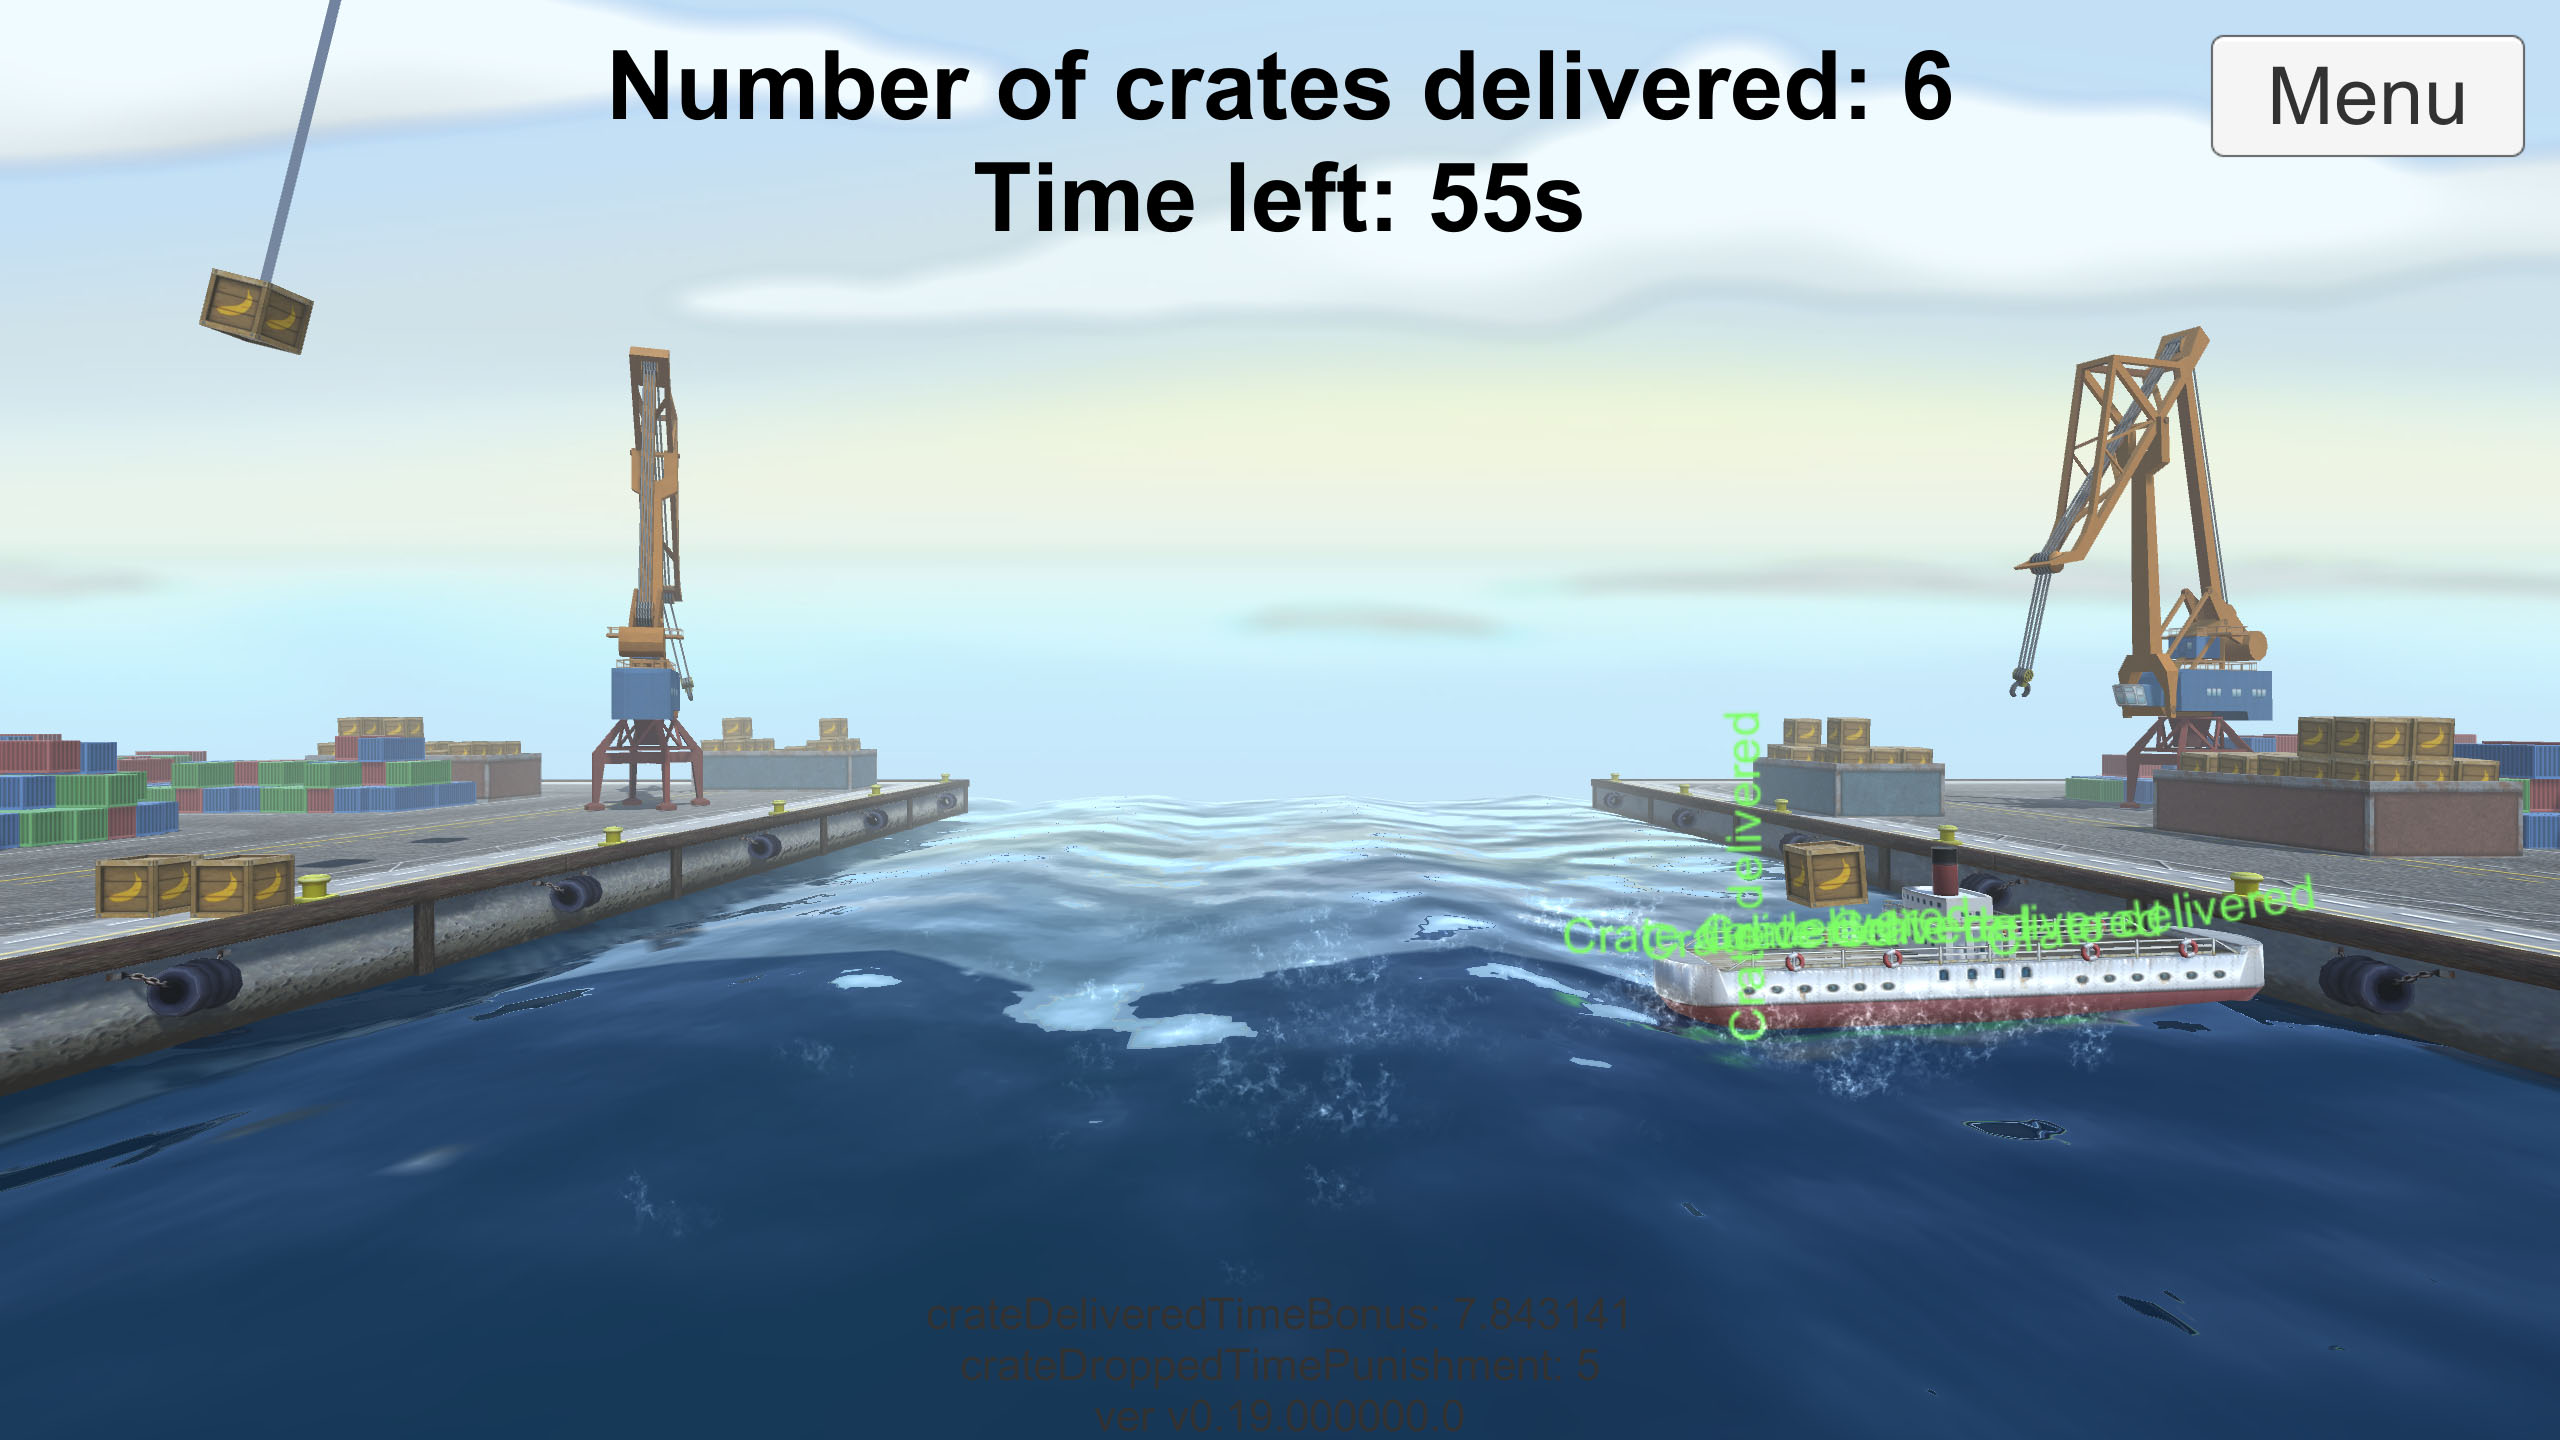 Number of crates delivered: 6
Time left: 55s
Menu
Crate delivered
crateDeliveredTimeBonus: 7.843141
crateDroppedTimePunishment: 5
ver v0.19.000000.0